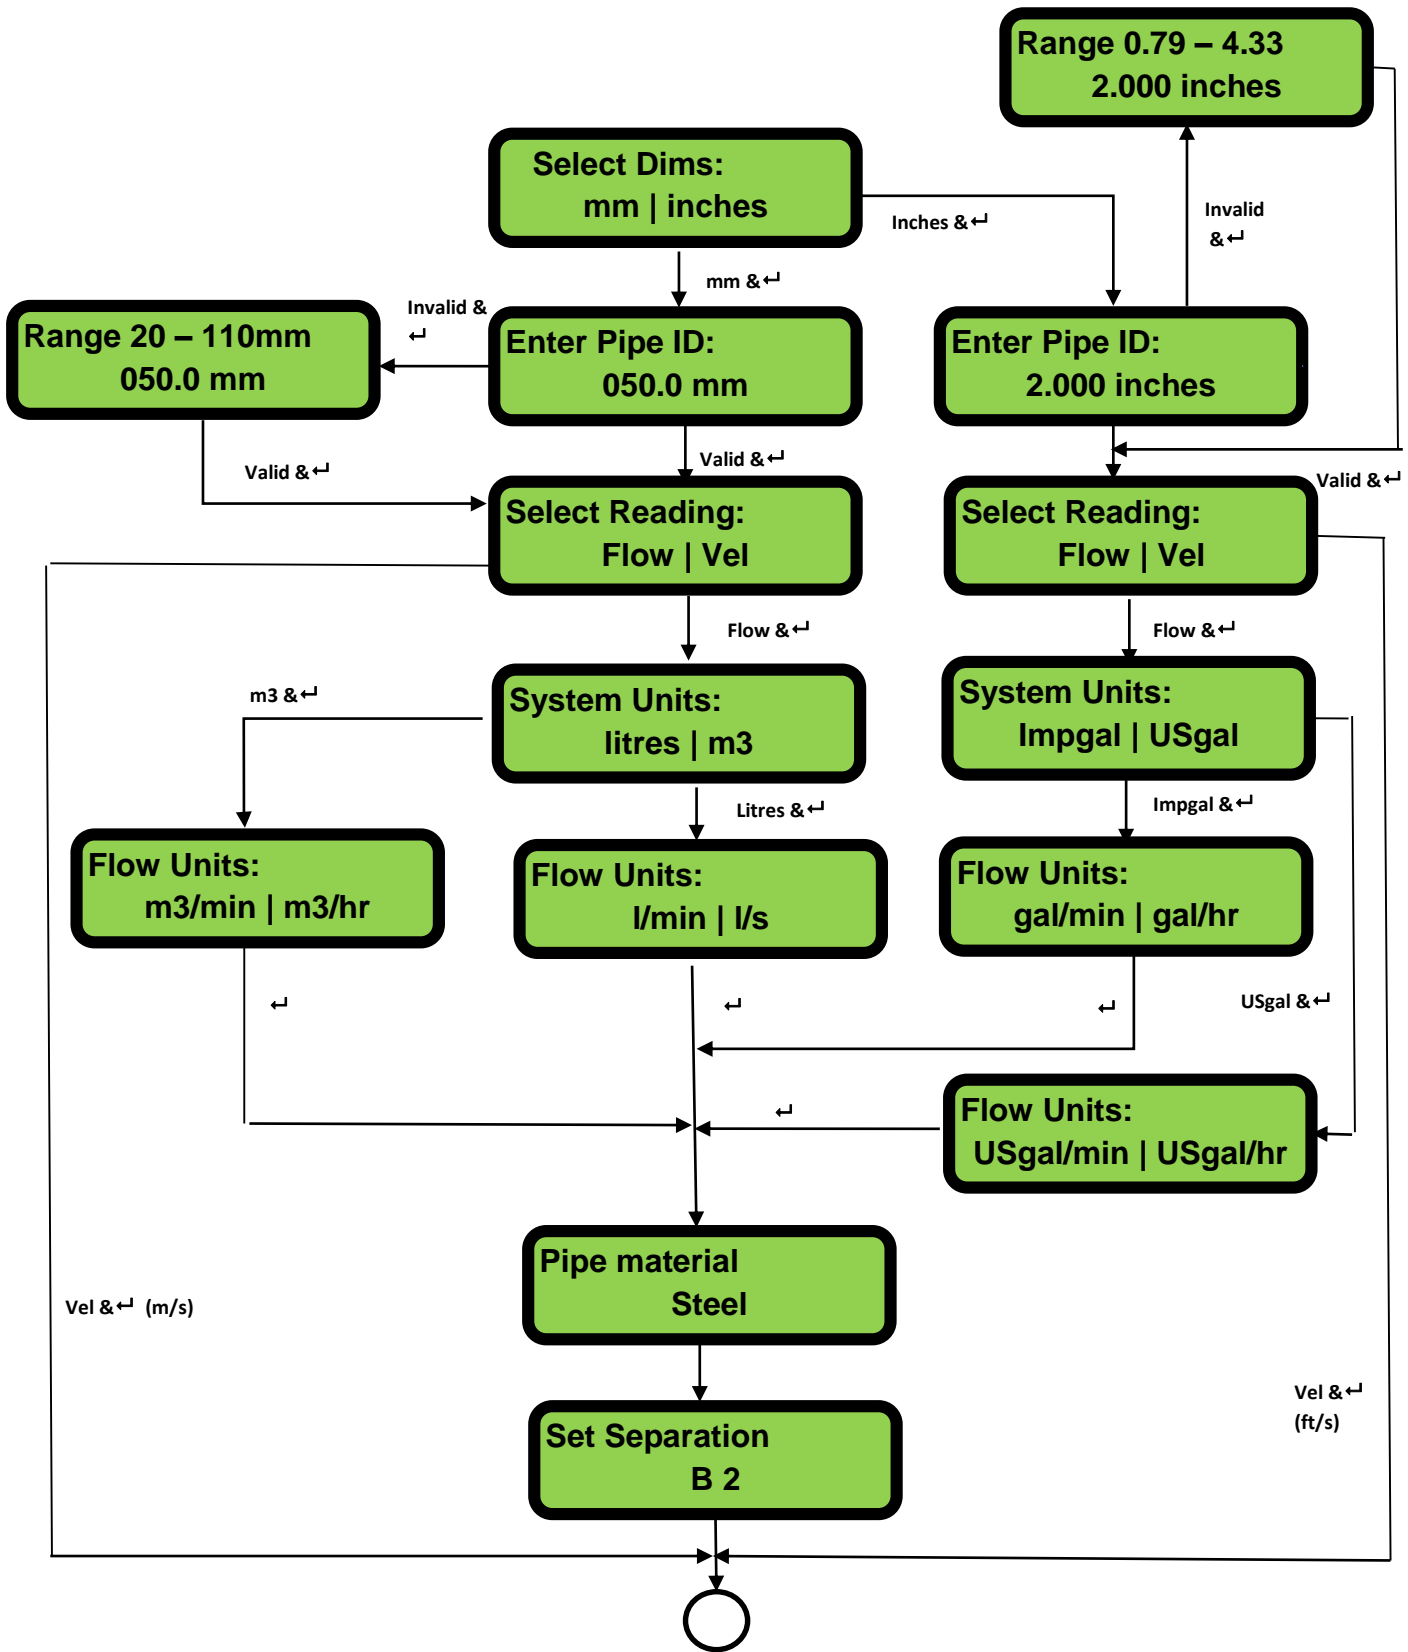 Range 0.79 – 4.33
2.000 inches
Select Dims:
mm | inches
Inches & ↵
Invalid
& ↵
mm & ↵
Invalid &
↵
Range 20 – 110mm
050.0 mm
Enter Pipe ID:
050.0 mm
Enter Pipe ID:
2.000 inches
Valid & ↵
Valid & ↵
Valid & ↵
Select Reading:
Flow | Vel
Select Reading:
Flow | Vel
Flow & ↵
Flow & ↵
m3 & ↵
System Units:
litres | m3
System Units:
Impgal | USgal
Litres & ↵
Impgal & ↵
Flow Units:
m3/min | m3/hr
Flow Units:
l/min | l/s
Flow Units:
gal/min | gal/hr
↵
↵
↵
USgal & ↵
↵
Flow Units:
USgal/min | USgal/hr
Pipe material
Steel
Vel & ↵ (m/s)
Vel & ↵
(ft/s)
Set Separation
B 2